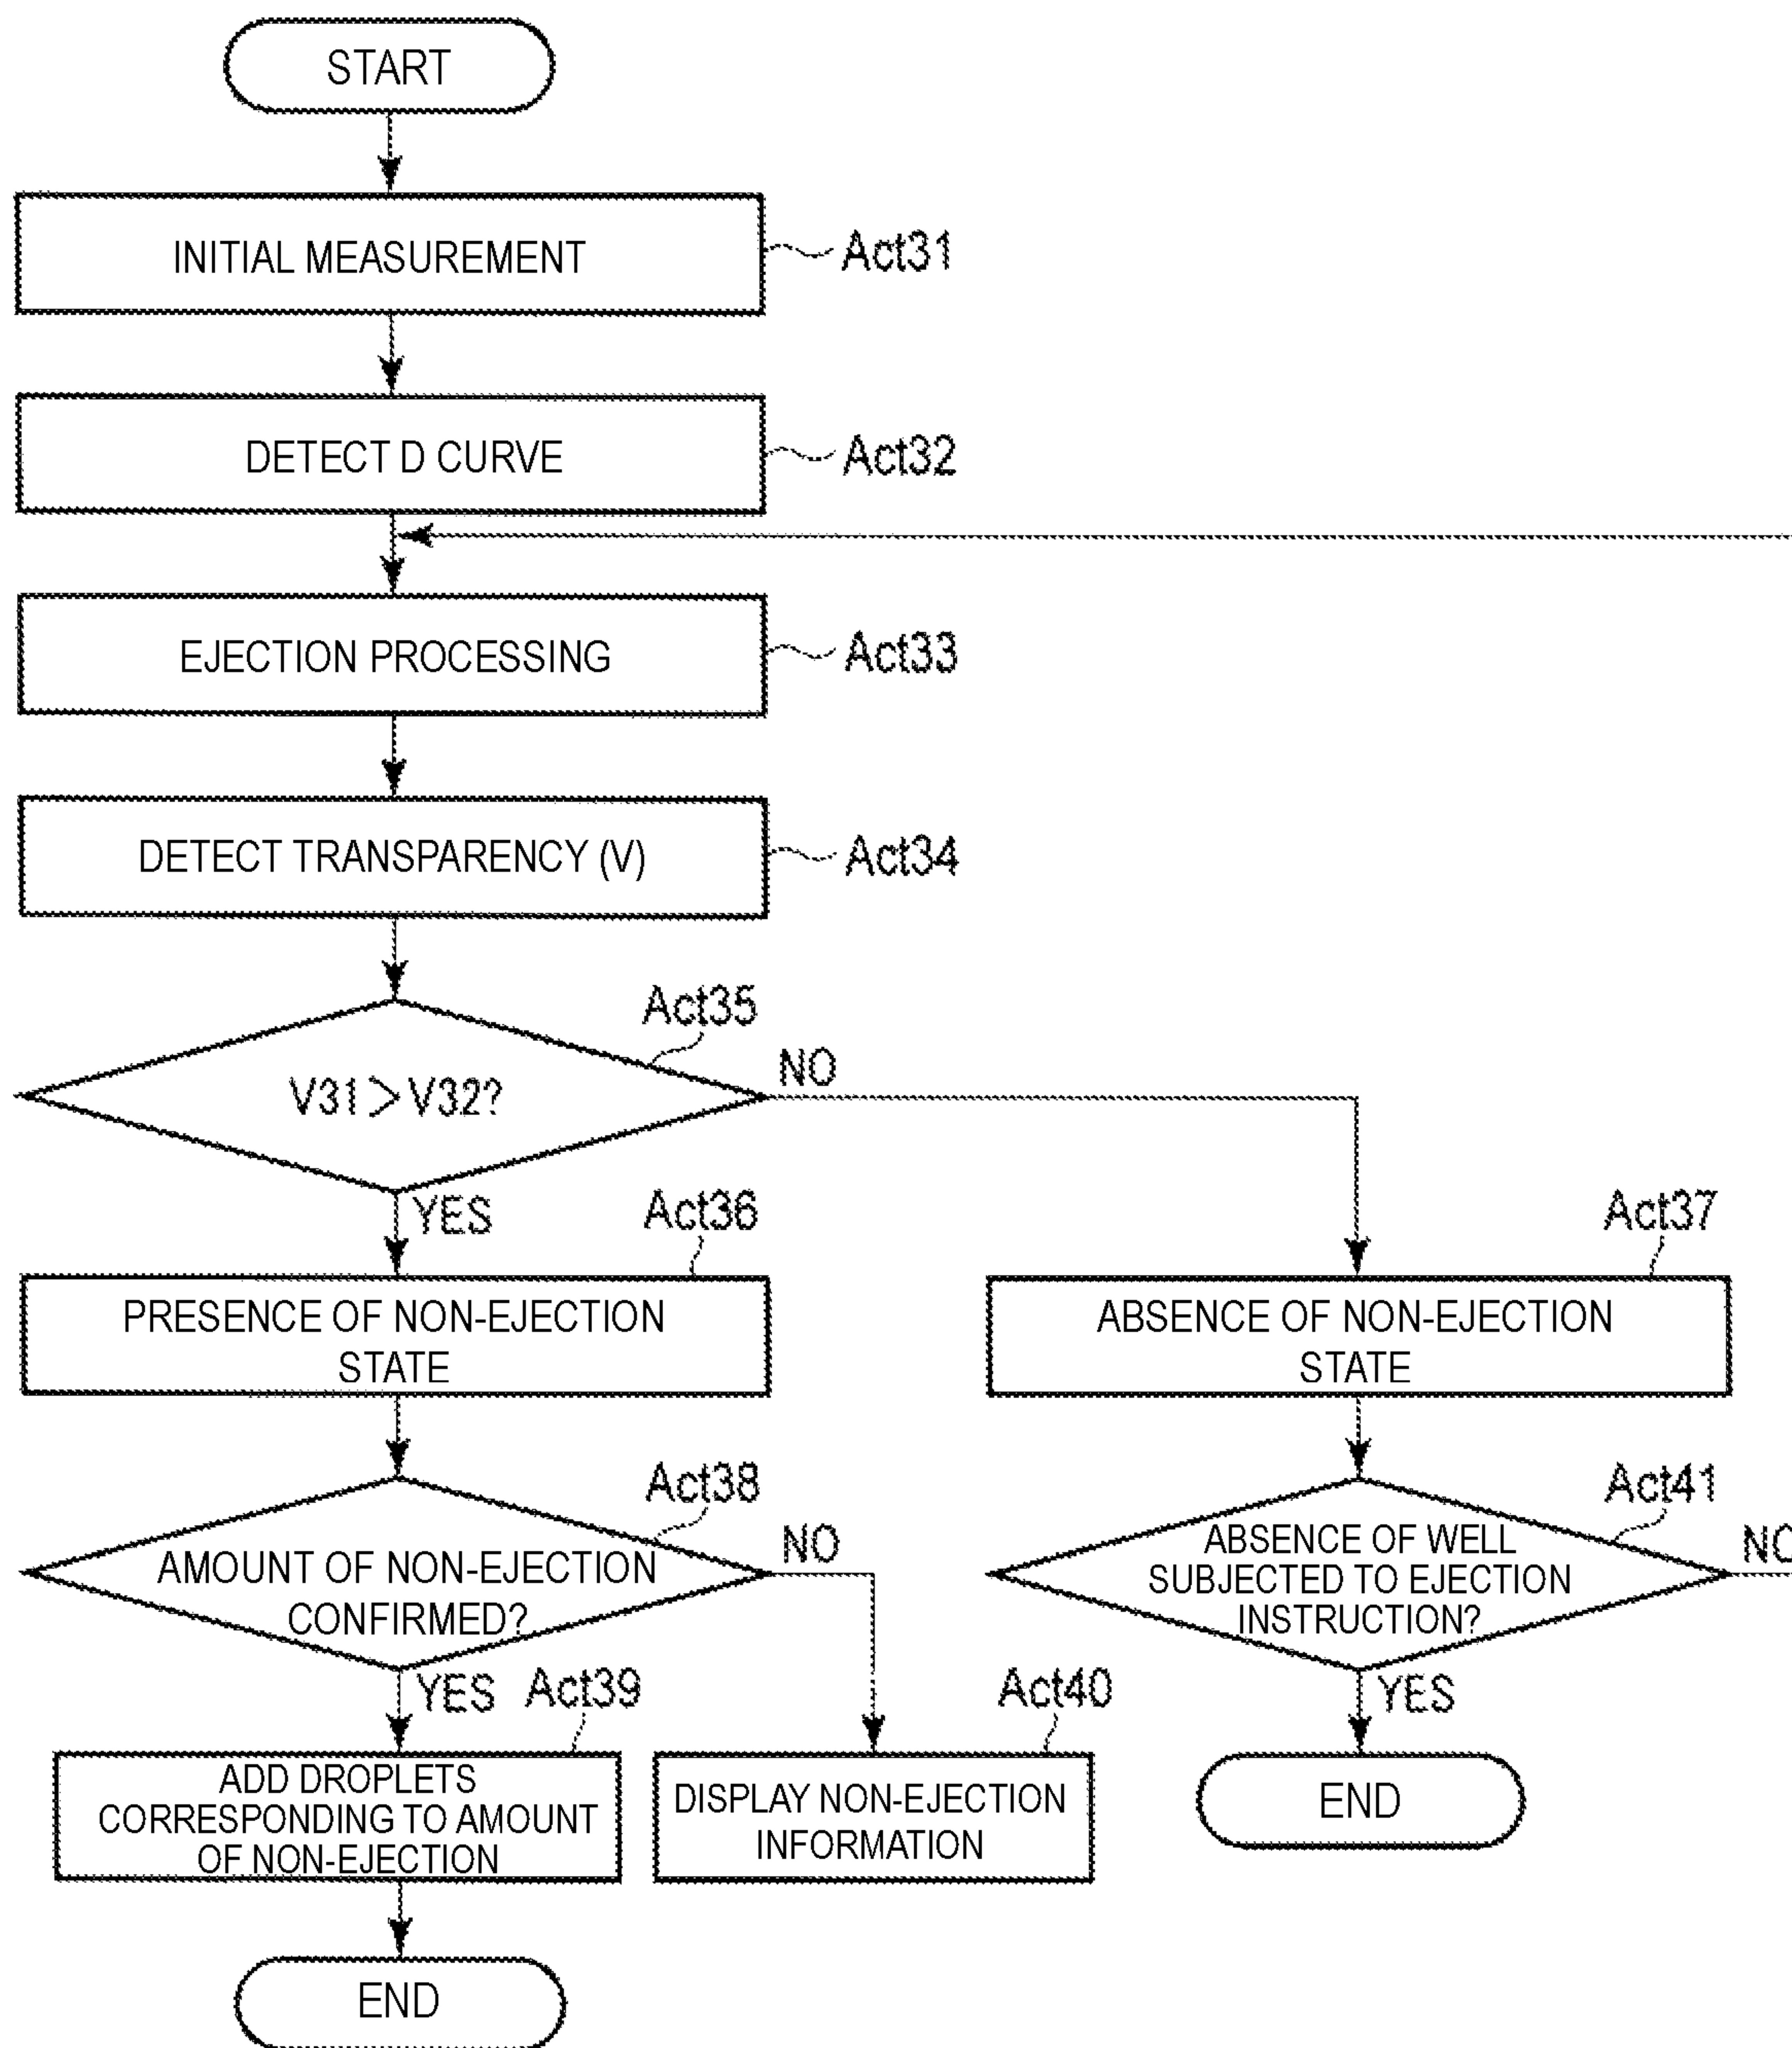 START
INITIAL MEASUREMENT
Act31
DETECT D CURVE
Act32
EJECTION PROCESSING
Act33
DETECT TRANSPARENCY (V)
Act34
Act35
V31>V32?
NO
YES
Act36
PRESENCE OF NON-EJECTION
STATE
Act37
ABSENCE OF NON-EJECTION
STATE
Act38
AMOUNT OF NON-EJECTION
CONFIRMED?
NO
YES
Act41
ABSENCE OF WELL
SUBJECTED TO EJECTION
INSTRUCTION?
NO
YES
Act39
ADD DROPLETS
CORRESPONDING TO AMOUNT
OF NON-EJECTION
Act40
DISPLAY NON-EJECTION
INFORMATION
END
END